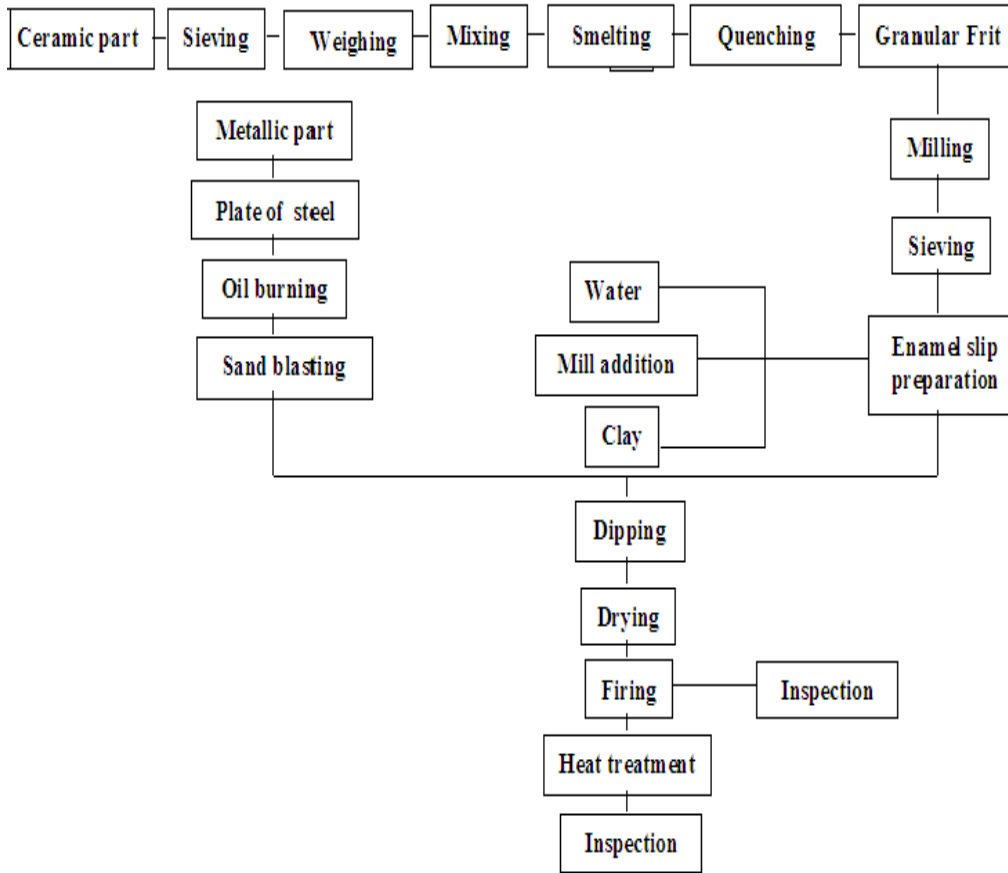 Ceramic part
Sieving
Weighing
Mixing
Smelting
Quenching
Granular Frit
Metallic part
Milling
Plate of steel
Sieving
Oil burning
Water
Sand blasting
Mill addition
Enamel slip
preparation
Clay
Dipping
Drying
Firing
Inspection
Heat treatment
Inspection